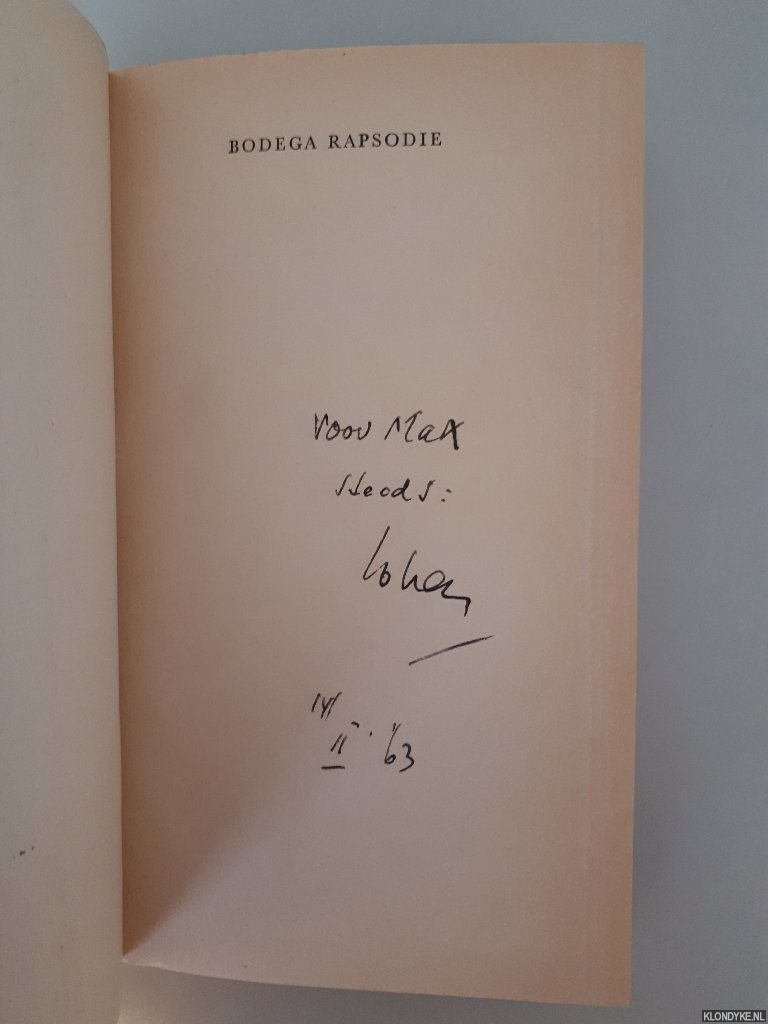 BODEGA RAPSODIE
Voor Max
steeds:
Johan
14/
II '63
KLONDYKE.NL